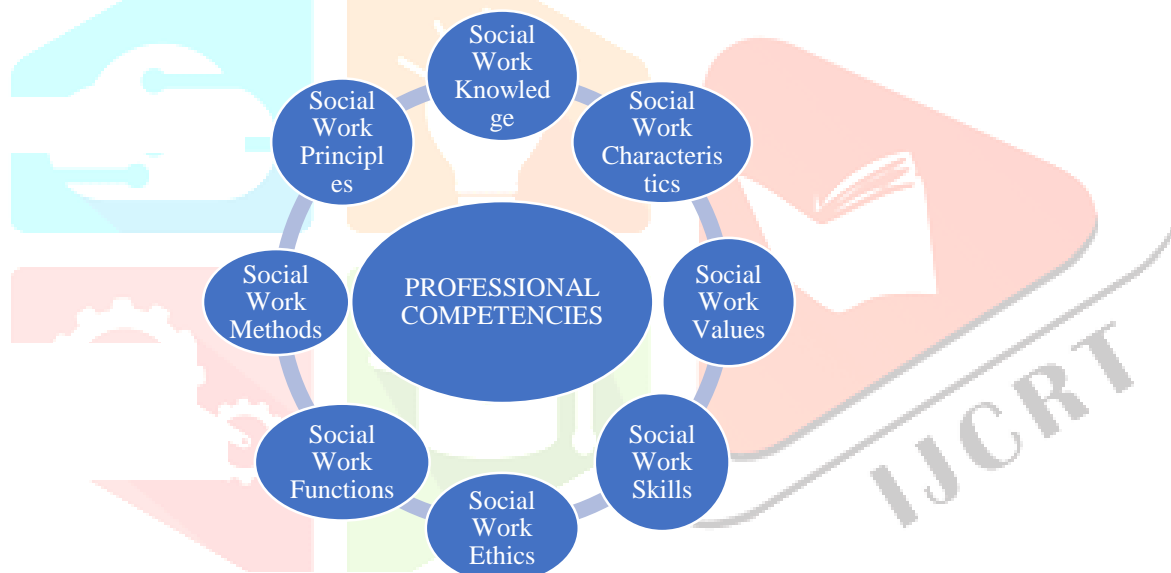 Social
Work
Knowled
ge
Social
Work
Characteris
tics
Social
Work
Values
Social
Work
Skills
Social
Work
Ethics
Social
Work
Functions
Social
Work
Methods
Social
Work
Principl
es
PROFESSIONAL
COMPETENCIES
IJCRT